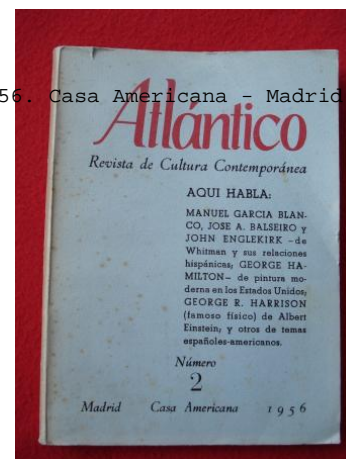 56. Casa Americana - Madrid
Atlántico
Revista de Cultura Contemporánea
AQUI HABLA:
MANUEL GARCIA BLAN-
CO, JOSE A. BALSEIRO y
JOHN ENGLEKIRK -de
Whitman y sus relaciones
hispánicas; GEORGE HA-
MILTON- de pintura mo-
derna en los Estados Unidos;
GEORGE R. HARRISON
(famoso físico) de Albert
Einstein; y otros de temas
españoles-americanos.
Número
2
Madrid Casa Americana 1956